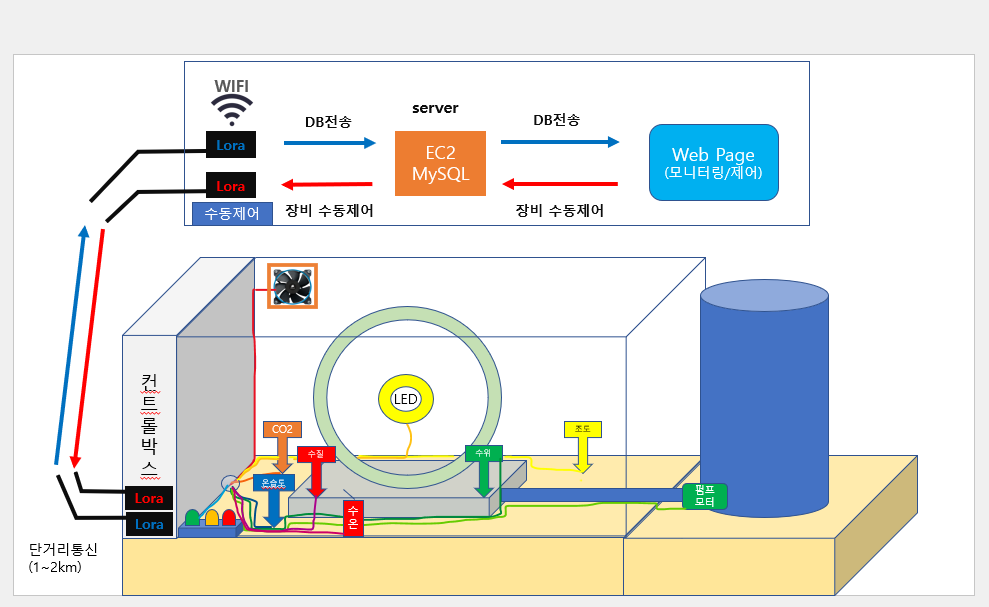 WIFI
server
DB전송
DB전송
Lora
EC2
MySQL
Web Page
(모니터링/제어)
Lora
장비 수동제어
장비 수동제어
수동제어
컨트롤박스
LED
CO2
조도
수질
수위
온습도
펌프
모터
수온
Lora
Lora
단거리통신
(1~2km)